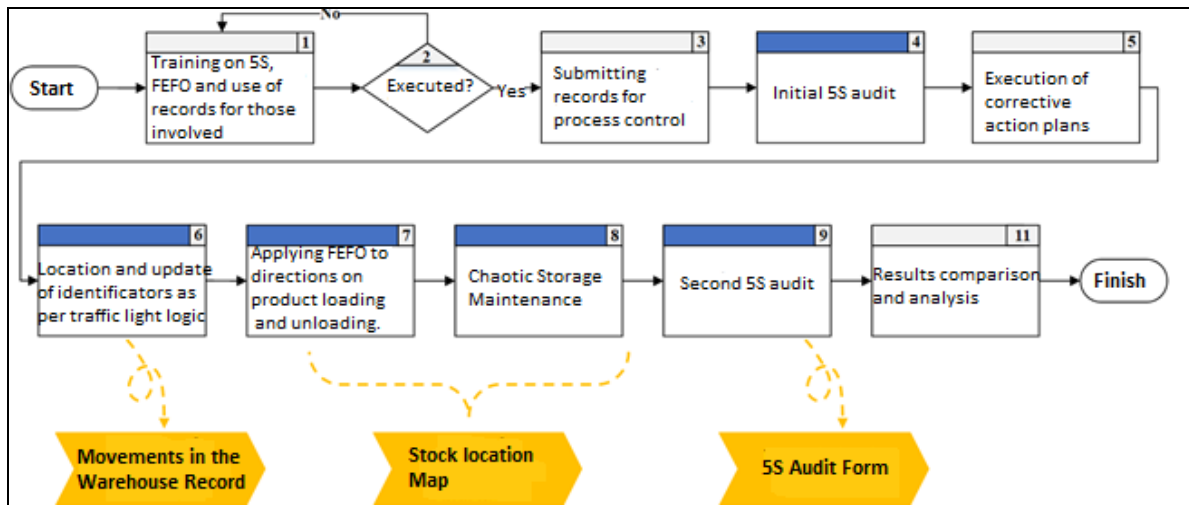 No
1
Training on 5S,
FEFO and use of
records for those
involved
2
Executed?
Yes
3
Submitting
records for
process control
4
Initial 5S audit
5
Execution of
corrective
action plans
Start
6
Location and update
of identificators as
per traffic light logic
7
Applying FEFO to
directions on
product loading
and unloading.
8
Chaotic Storage
Maintenance
9
Second 5S audit
11
Results comparison
and analysis
Finish
Movements in the
Warehouse Record
Stock location
Map
5S Audit Form